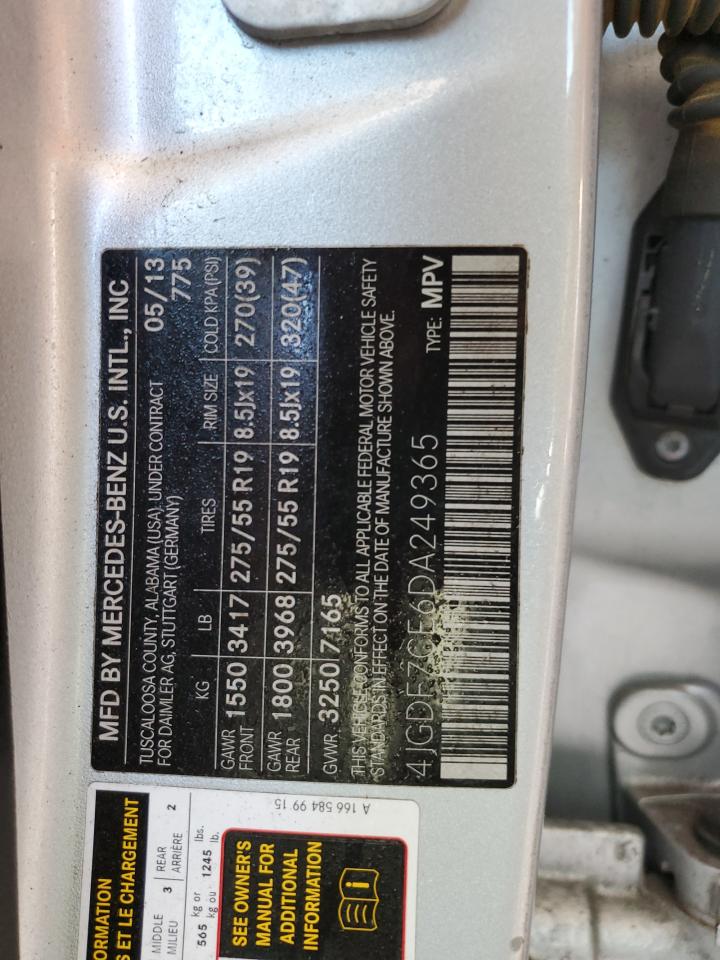 MFD BY MERCEDES-BENZ U.S. INTL., INC
TUSCALOOSA COUNTY, ALABAMA (USA) UNDER CONTRACT 05/13
FOR DAIMLER AG, STUTTGART (GERMANY) 775
KG LB TIRES RIM SIZE COLD KPA(PSI)
GAWR FRONT 1550 3417 275/55 R19 8.5Jx19 270(39)
GAWR REAR 1800 3968 275/55 R19 8.5Jx19 320(47)
GVWR 3250 7165
THIS VEHICLE CONFORMS TO ALL APPLICABLE FEDERAL MOTOR VEHICLE SAFETY
STANDARDS IN EFFECT ON THE DATE OF MANUFACTURE SHOWN ABOVE.
4JGDF7CE6DA249365 TYPE: MPV
A 166 584 99 15
ORMATION
S ET LE CHARGEMENT
MIDDLE 3 REAR 2
MILIEU ARRIÈRE
565 kg or 1245 lbs.
kg ou lb.
SEE OWNER'S
MANUAL FOR
ADDITIONAL
INFORMATION